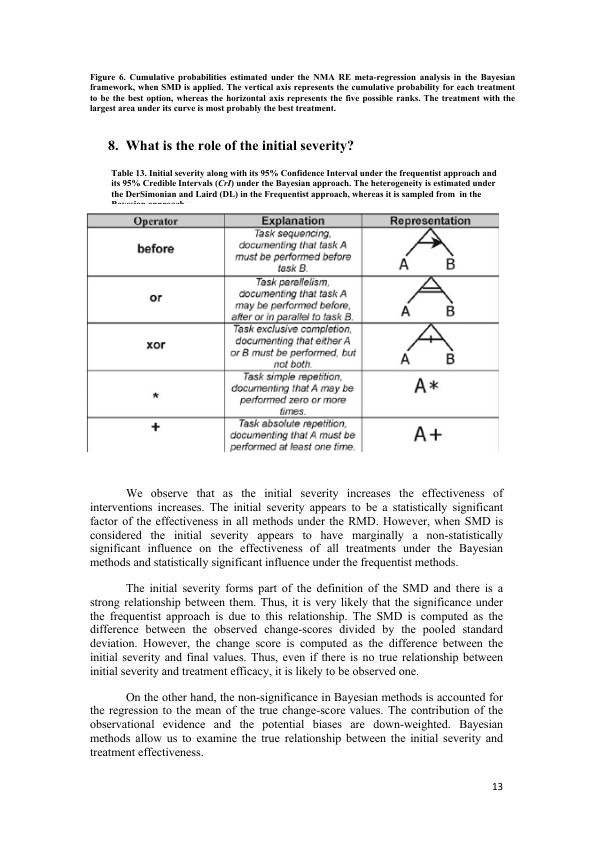 Figure 6. Cumulative probabilities estimated under the NMA RE meta-regression analysis in the Bayesian
framework, when SMD is applied. The vertical axis represents the cumulative probability for each treatment
to be the best option, whereas the horizontal axis represents the five possible ranks. The treatment with the
largest area under its curve is most probably the best treatment.
8. What is the role of the initial severity?
Table 13. Initial severity along with its 95% Confidence Interval under the frequentist approach and
its 95% Credible Intervals (CrI) under the Bayesian approach. The heterogeneity is estimated under
the DerSimonian and Laird (DL) in the Frequentist approach, whereas it is sampled from in the
Bayesian approach
Operator Explanation Representation
before
Task sequencing,
documenting that task A
must be performed before
task B.
A B
or
Task parallelism,
documenting that task A
may be performed before,
after or in parallel to task B.
A B
xor
Task exclusive completion,
documenting that either A
or B must be performed, but
not both.
A B
*
Task simple repetition,
documenting that A may be
performed zero or more
times.
A*
+
Task absolute repetition,
documenting that A must be
performed at least one time.
A+
We observe that as the initial severity increases the effectiveness of
interventions increases. The initial severity appears to be a statistically significant
factor of the effectiveness in all methods under the RMD. However, when SMD is
considered the initial severity appears to have marginally a non-statistically
significant influence on the effectiveness of all treatments under the Bayesian
methods and statistically significant influence under the frequentist methods.
The initial severity forms part of the definition of the SMD and there is a
strong relationship between them. Thus, it is very likely that the significance under
the frequentist approach is due to this relationship. The SMD is computed as the
difference between the observed change-scores divided by the pooled standard
deviation. However, the change score is computed as the difference between the
initial severity and final values. Thus, even if there is no true relationship between
initial severity and treatment efficacy, it is likely to be observed one.
On the other hand, the non-significance in Bayesian methods is accounted for
the regression to the mean of the true change-score values. The contribution of the
observational evidence and the potential biases are down-weighted. Bayesian
methods allow us to examine the true relationship between the initial severity and
treatment effectiveness.
13